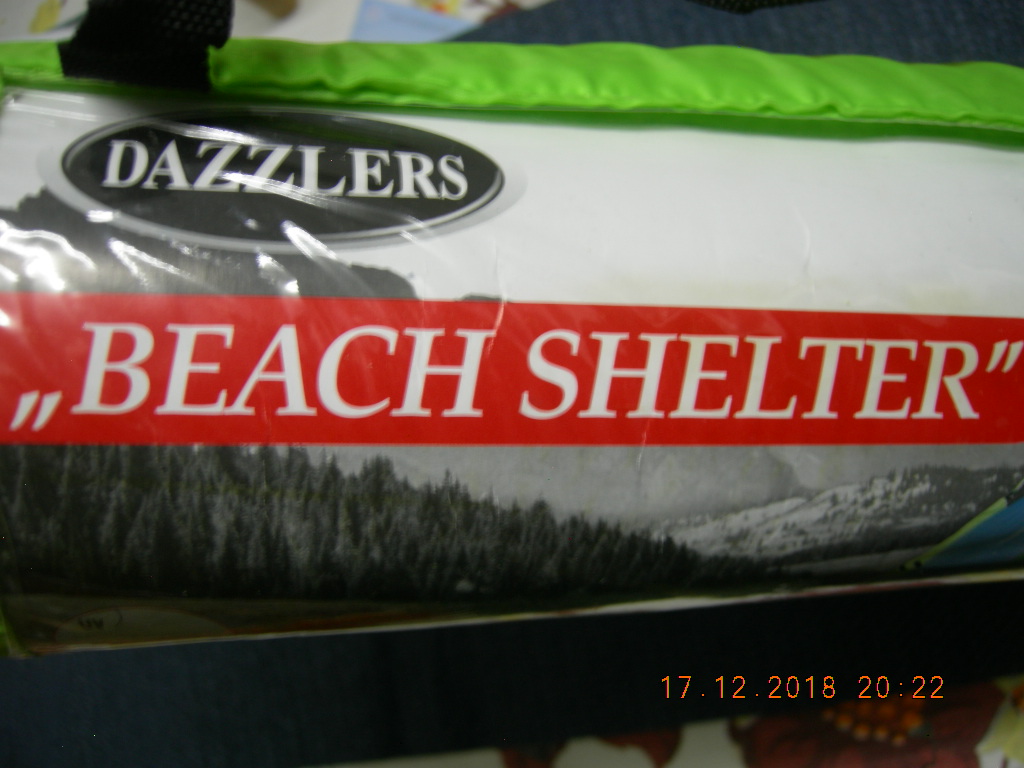 DAZZLERS
„BEACH SHELTER”
17.12.2018 20:22